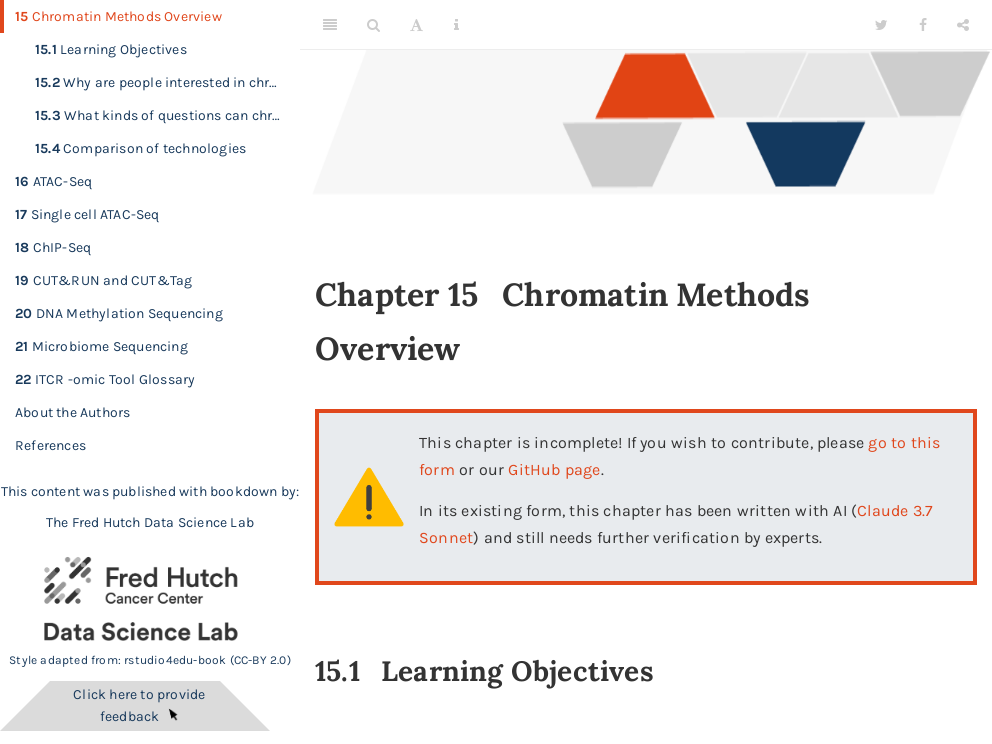 15 Chromatin Methods Overview
15.1 Learning Objectives
15.2 Why are people interested in chr...
15.3 What kinds of questions can chr...
15.4 Comparison of technologies
16 ATAC-Seq
17 Single cell ATAC-Seq
18 ChIP-Seq
19 CUT&RUN and CUT&Tag
20 DNA Methylation Sequencing
21 Microbiome Sequencing
22 ITCR -omic Tool Glossary
About the Authors
References
This content was published with bookdown by:
The Fred Hutch Data Science Lab
Fred Hutch
Cancer Center
Data Science Lab
Style adapted from: rstudio4edu-book (CC-BY 2.0)
Click here to provide
feedback
A
Chapter 15 Chromatin Methods
Overview
This chapter is incomplete! If you wish to contribute, please go to this
form or our GitHub page.
In its existing form, this chapter has been written with AI (Claude 3.7
Sonnet) and still needs further verification by experts.
15.1 Learning Objectives